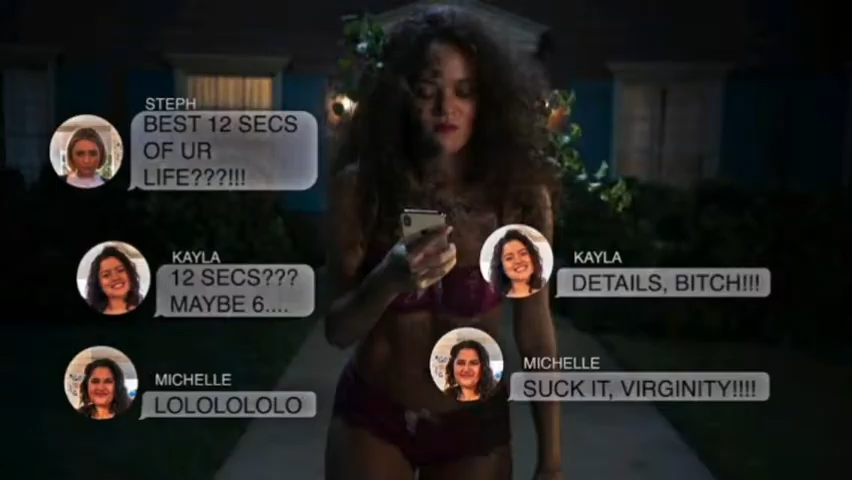 STEPH
BEST 12 SECS
OF UR
LIFE???!!!
KAYLA
12 SECS???
MAYBE 6....
MICHELLE
LOLOLOLOLO
KAYLA
DETAILS, BITCH!!!
MICHELLE
SUCK IT, VIRGINITY!!!!